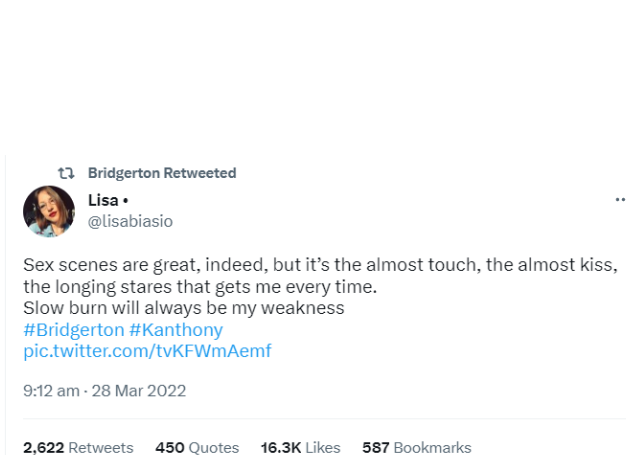 Bridgerton Retweeted
Lisa •
@lisabiasio
Sex scenes are great, indeed, but it's the almost touch, the almost kiss,
the longing stares that gets me every time.
Slow burn will always be my weakness
#Bridgerton #Kanthony
pic.twitter.com/tvKFWmAemf
9:12 am · 28 Mar 2022
2,622 Retweets 450 Quotes 16.3K Likes 587 Bookmarks